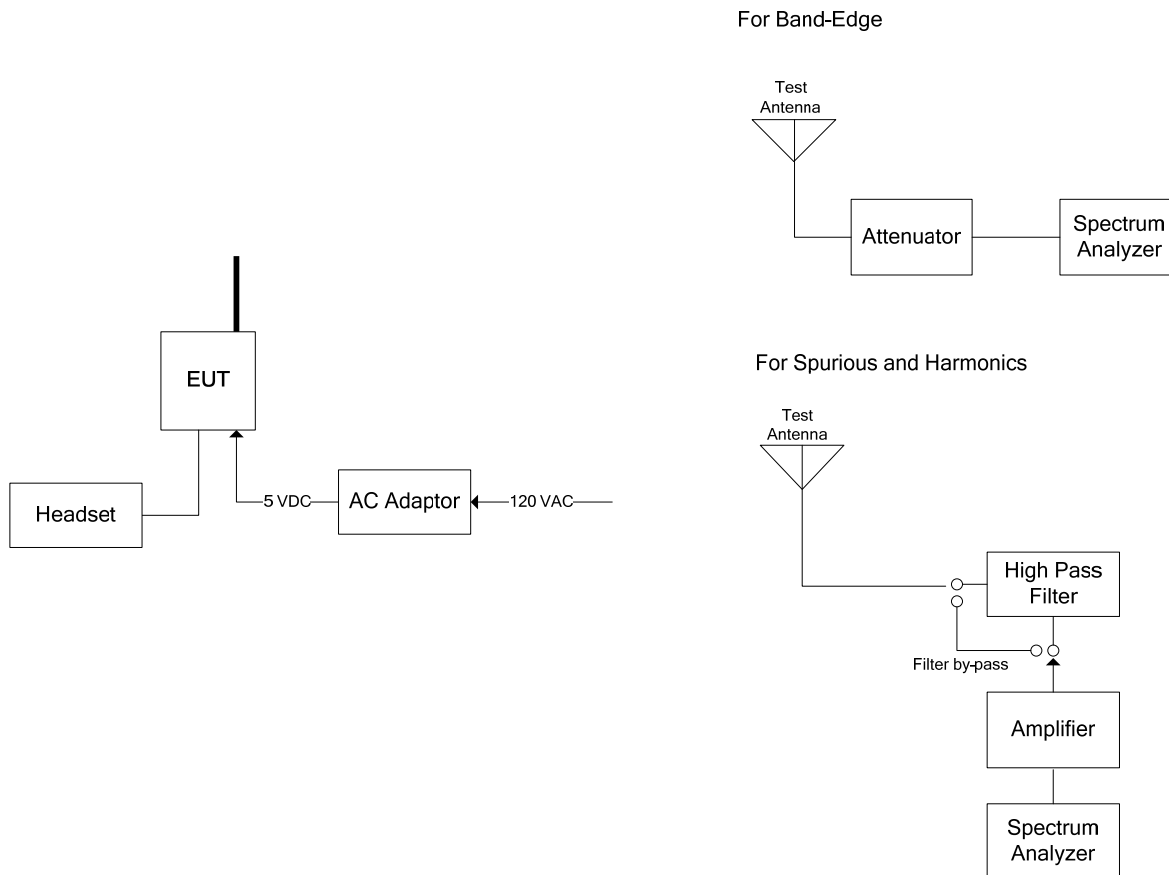 For Band-Edge
Test
Antenna
Attenuator
Spectrum
Analyzer
EUT
Headset
5 VDC
AC Adaptor
120 VAC
For Spurious and Harmonics
Test
Antenna
High Pass
Filter
Filter by-pass
Amplifier
Spectrum
Analyzer